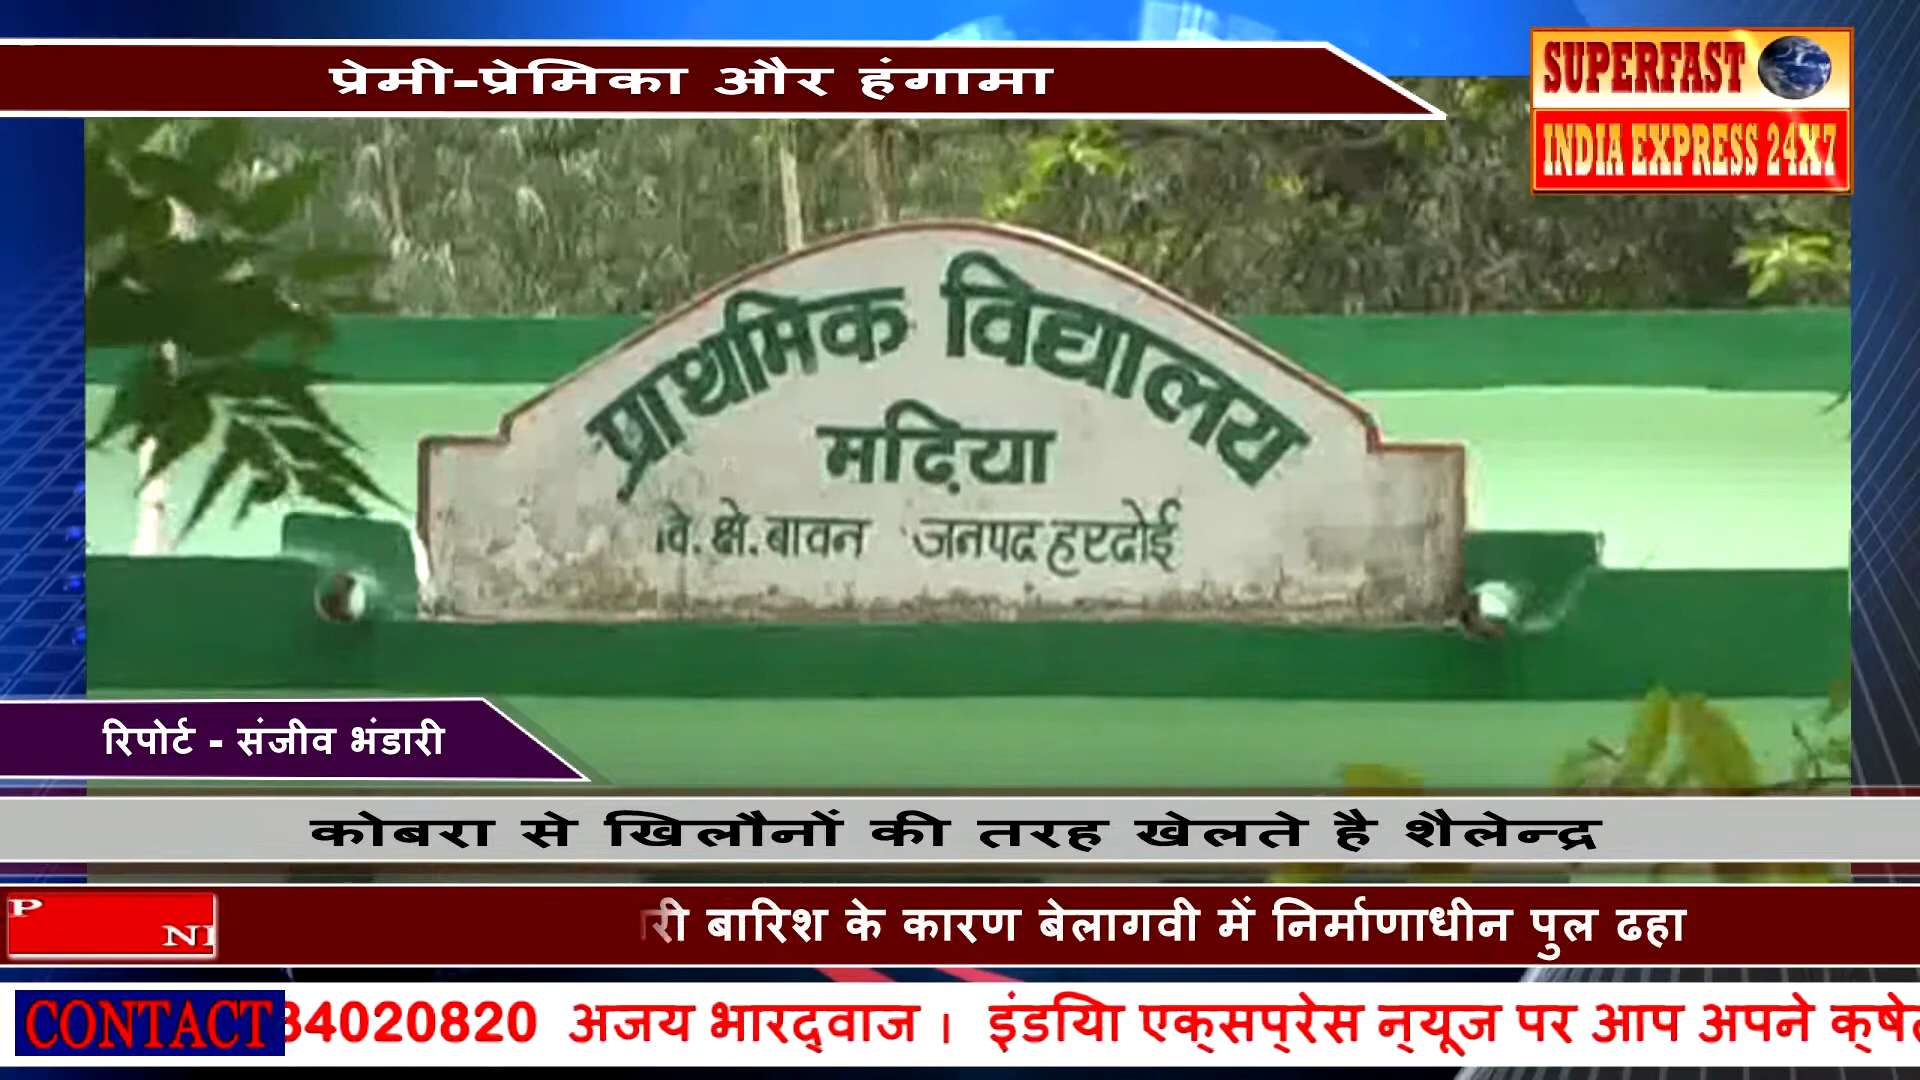 प्रेमी-प्रेमिका और हंगामा
SUPERFAST
INDIA EXPRESS 24X7
प्राथमिक विद्यालय
मढ़िया
वि. क्षे. बावन जनपद हरदोई
रिपोर्ट - संजीव भंडारी
कोबरा से खिलौनों की तरह खेलते है शैलेन्द्र
बारिश के कारण बेलागवी में निर्माणाधीन पुल ढहा
CONTACT 34020820 अजय भारद्वाज । इंडिया एक्सप्रेस न्यूज पर आप अपने